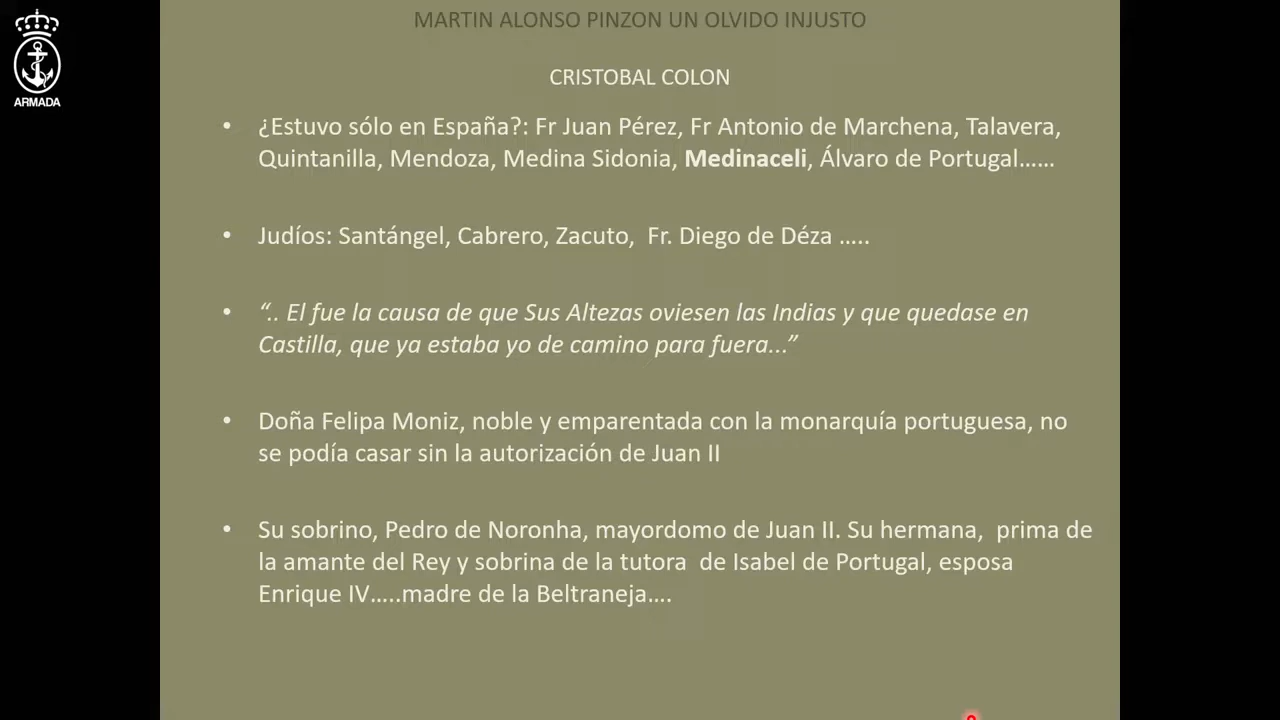 MARTIN ALONSO PINZON UN OLVIDO INJUSTO
ARMADA
CRISTOBAL COLON
• ¿Estuvo sólo en España?: Fr Juan Pérez, Fr Antonio de Marchena, Talavera,
Quintanilla, Mendoza, Medina Sidonia, Medinaceli, Álvaro de Portugal……
• Judíos: Santángel, Cabrero, Zacuto, Fr. Diego de Déza …..
• “.. El fue la causa de que Sus Altezas oviesen las Indias y que quedase en
Castilla, que ya estaba yo de camino para fuera...”
• Doña Felipa Moniz, noble y emparentada con la monarquía portuguesa, no
se podía casar sin la autorización de Juan II
• Su sobrino, Pedro de Noronha, mayordomo de Juan II. Su hermana, prima de
la amante del Rey y sobrina de la tutora de Isabel de Portugal, esposa
Enrique IV…..madre de la Beltraneja….